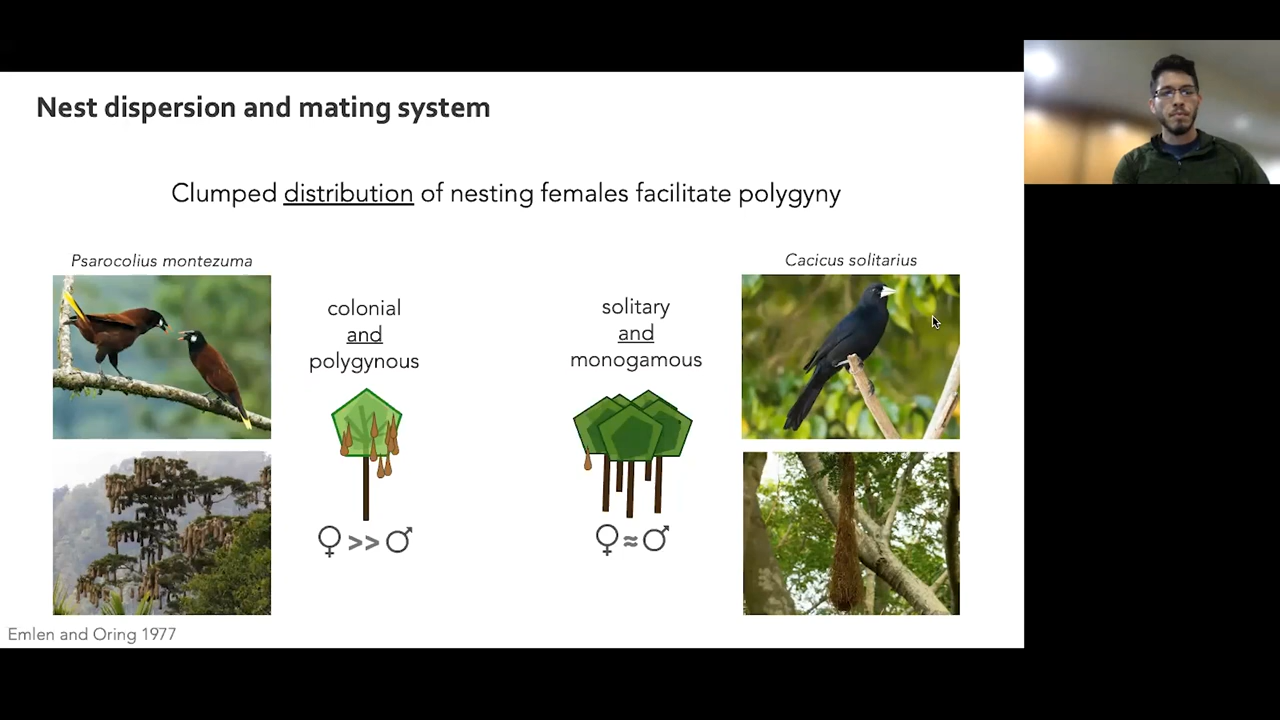 Nest dispersion and mating system
Clumped distribution of nesting females facilitate polygyny
Psarocolius montezuma
colonial
and
polygynous
♀ >> ♂
solitary
and
monogamous
♀ ≈ ♂
Cacicus solitarius
Emlen and Oring 1977